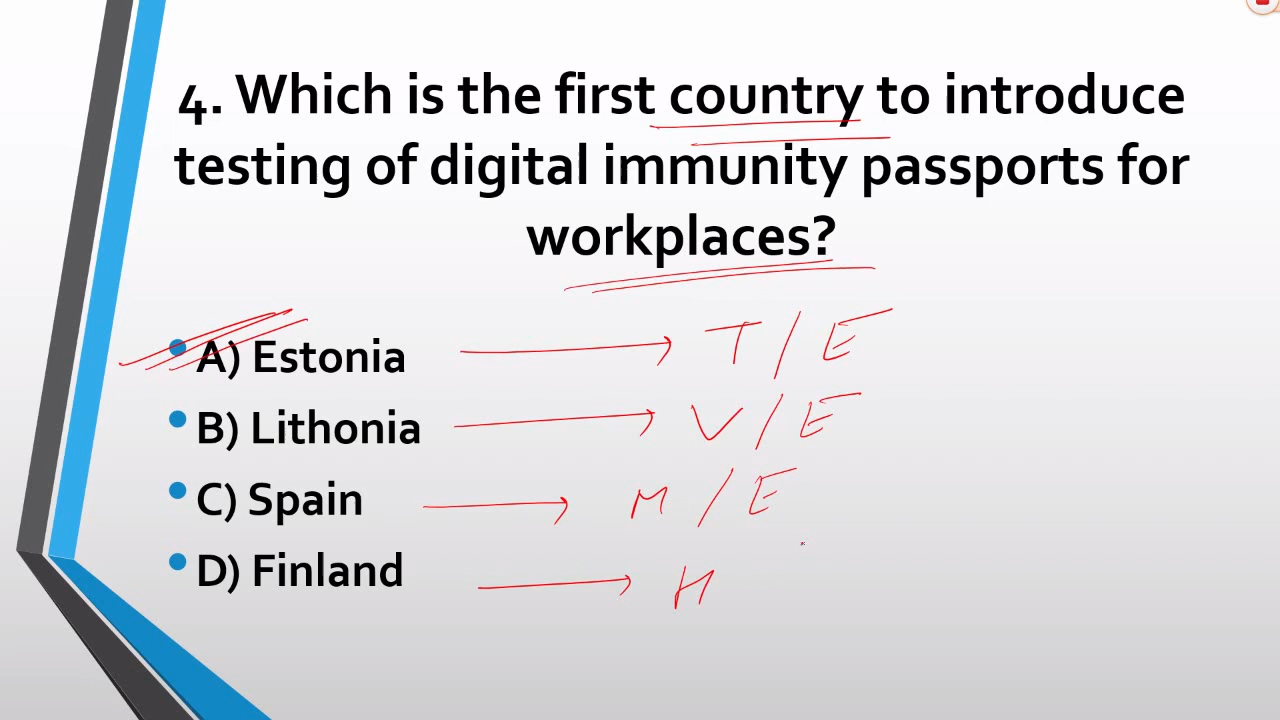 4. Which is the first country to introduce
testing of digital immunity passports for
workplaces?
A) Estonia T/E
B) Lithonia V/E
C) Spain M/E
D) Finland H